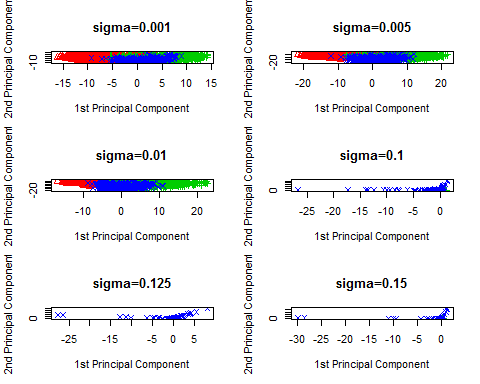 sigma=0.001
2nd Principal Component
-10
-15 -10 -5 0 5 10 15
1st Principal Component
sigma=0.005
2nd Principal Component
-20
-20 -10 0 10 20
1st Principal Component
sigma=0.01
2nd Principal Component
-20
-10 0 10 20
1st Principal Component
sigma=0.1
2nd Principal Component
0
-25 -20 -15 -10 -5 0
1st Principal Component
sigma=0.125
2nd Principal Component
0
-25 -15 -5 0 5
1st Principal Component
sigma=0.15
2nd Principal Component
0
-30 -25 -20 -15 -10 -5 0
1st Principal Component